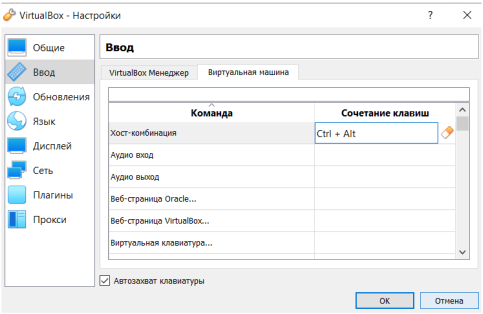 VirtualBox - Настройки
Общие
Ввод
Обновления
Язык
Дисплей
Сеть
Плагины
Прокси
Ввод
VirtualBox Менеджер Виртуальная машина
Команда Сочетание клавиш
Хост-комбинация Ctrl + Alt
Аудио вход
Аудио выход
Веб-страница Oracle...
Веб-страница VirtualBox...
Виртуальная клавиатура...
Автозахват клавиатуры
ОК Отмена